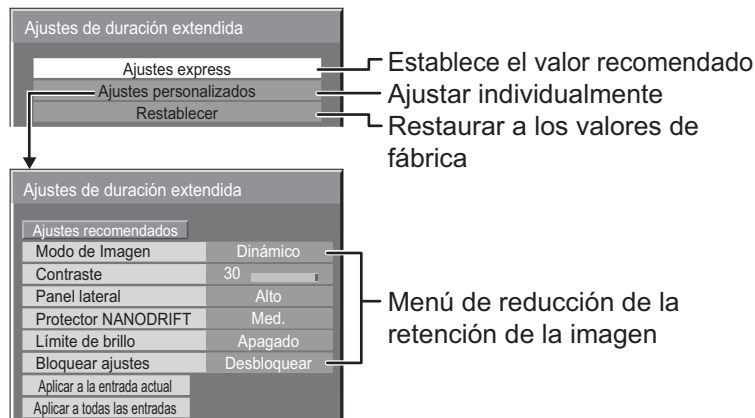 Ajustes de duración extendida
Ajustes express
Ajustes personalizados
Restablecer
Establece el valor recomendado
Ajustar individualmente
Restaurar a los valores de
fábrica
Ajustes de duración extendida
Ajustes recomendados
Modo de Imagen Dinámico
Contraste 30
Panel lateral Alto
Protector NANODRIFT Med.
Límite de brillo Apagado
Bloquear ajustes Desbloquear
Aplicar a la entrada actual
Aplicar a todas las entradas
Menú de reducción de la
retención de la imagen